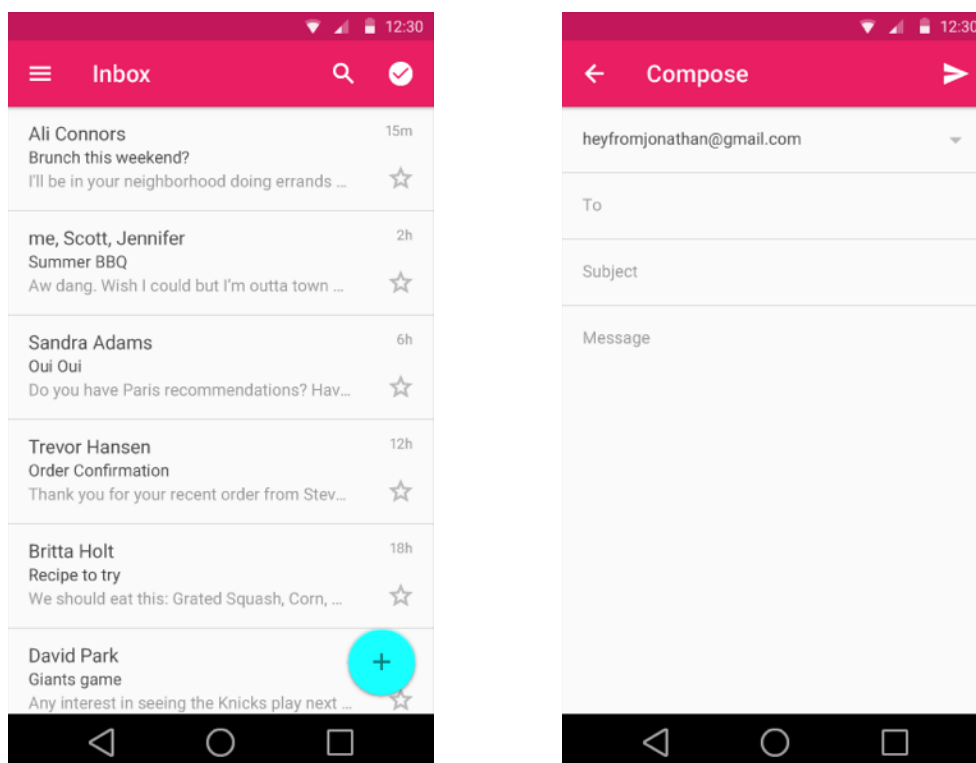 12:30
Inbox
Ali Connors 15m
Brunch this weekend?
I'll be in your neighborhood doing errands ...
me, Scott, Jennifer 2h
Summer BBQ
Aw dang. Wish I could but I'm outta town ...
Sandra Adams 6h
Oui Oui
Do you have Paris recommendations? Hav...
Trevor Hansen 12h
Order Confirmation
Thank you for your recent order from Stev...
Britta Holt 18h
Recipe to try
We should eat this: Grated Squash, Corn, ...
David Park
Giants game
Any interest in seeing the Knicks play next ...
12:30
Compose
heyfromjonathan@gmail.com
To
Subject
Message